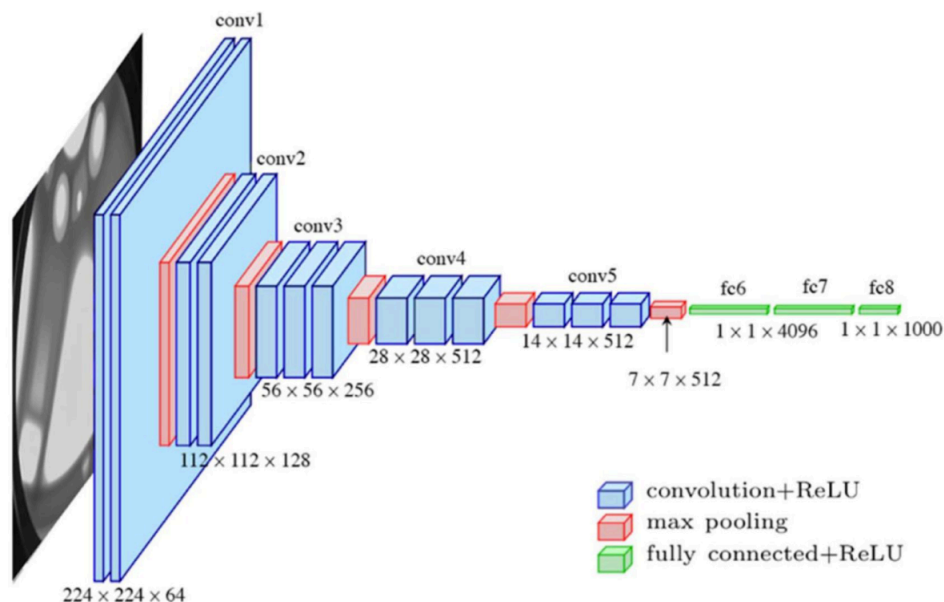 conv1
conv2
conv3
conv4
conv5
fc6
fc7
fc8
1 × 1 × 4096
1 × 1 × 1000
14 × 14 × 512
28 × 28 × 512
7 × 7 × 512
56 × 56 × 256
112 × 112 × 128
224 × 224 × 64
convolution+ReLU
max pooling
fully connected+ReLU